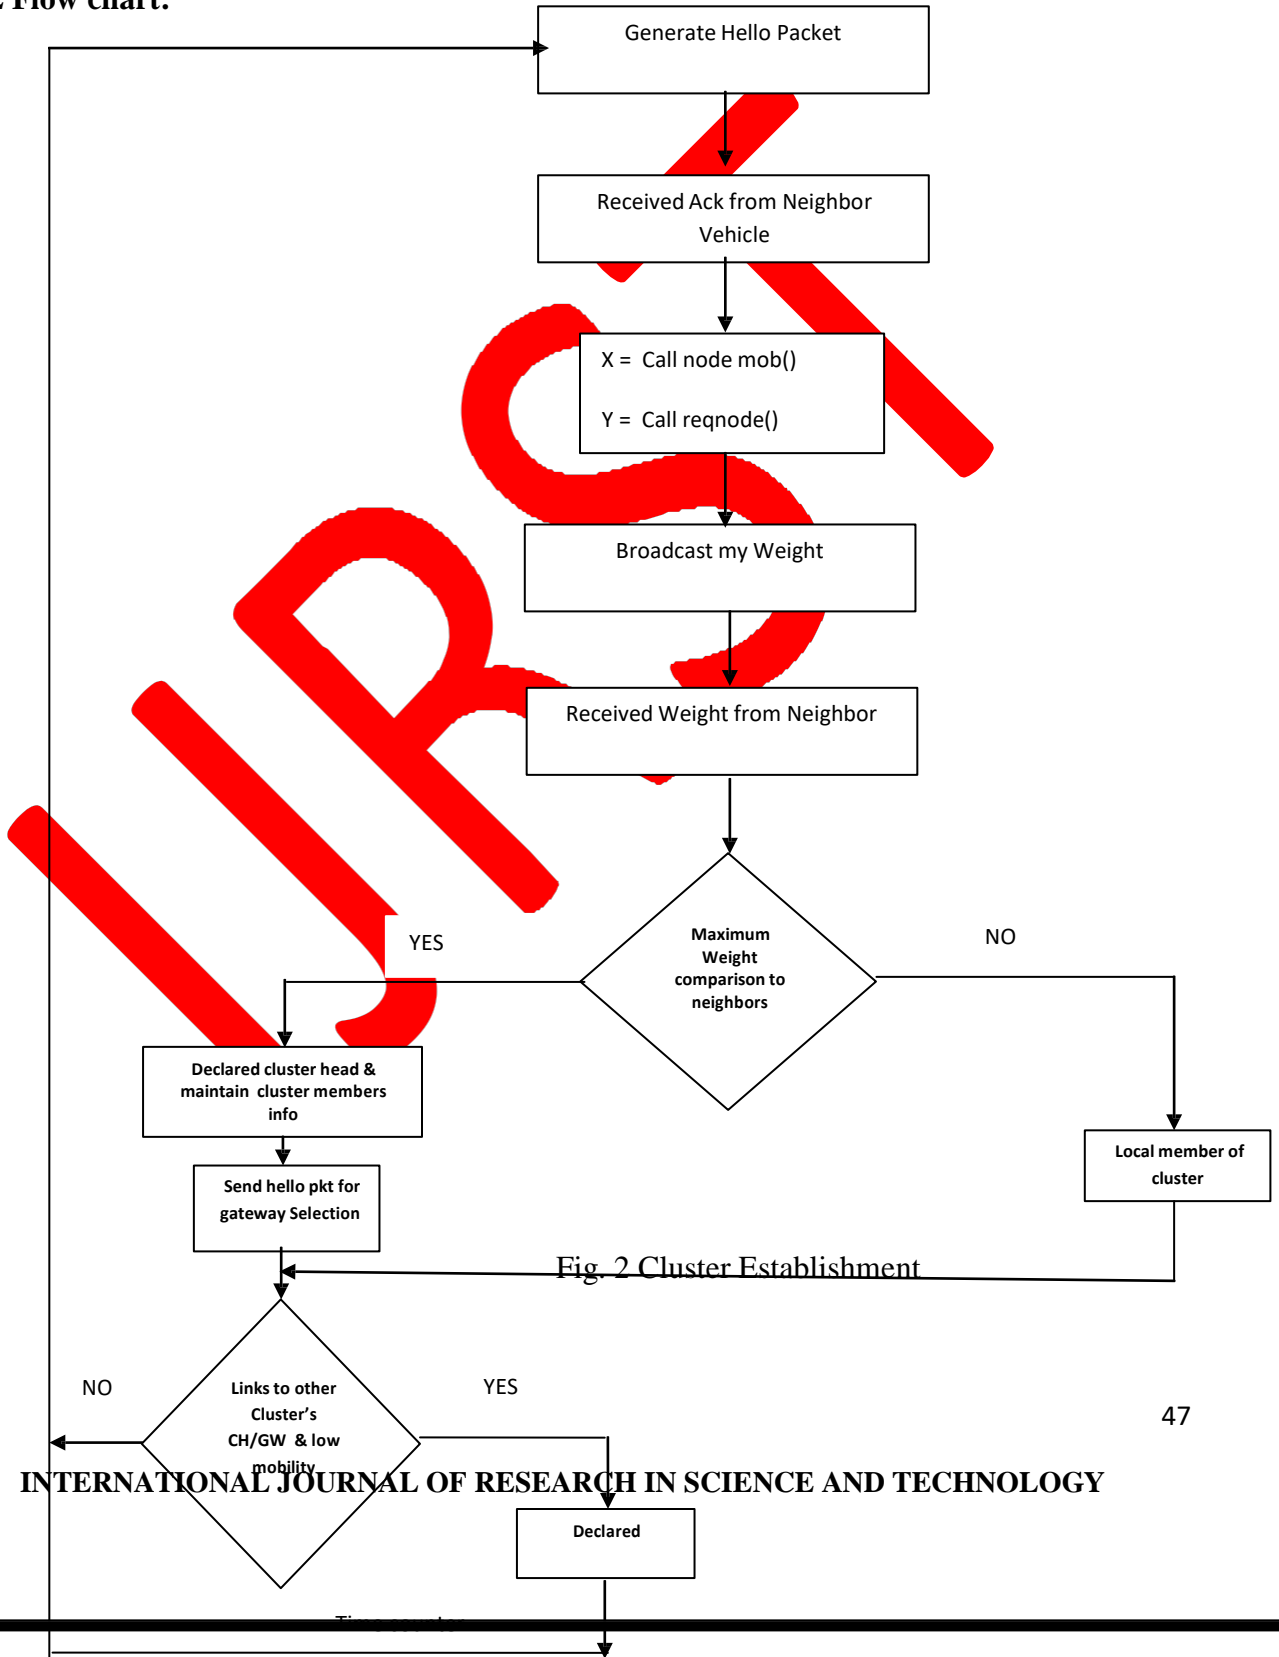 Flow chart:
Generate Hello Packet
Received Ack from Neighbor
Vehicle
X = Call node mob()
Y = Call reqnode()
Broadcast my Weight
Received Weight from Neighbor
YES
Maximum
Weight
comparison to
neighbors
NO
Declared cluster head &
maintain cluster members
info
Local member of
cluster
Send hello pkt for
gateway Selection
Fig. 2 Cluster Establishment
NO
Links to other
Cluster's
CH/GW & low
mobility
YES
47
INTERNATIONAL JOURNAL OF RESEARCH IN SCIENCE AND TECHNOLOGY
Declared
Time counter
IJRST